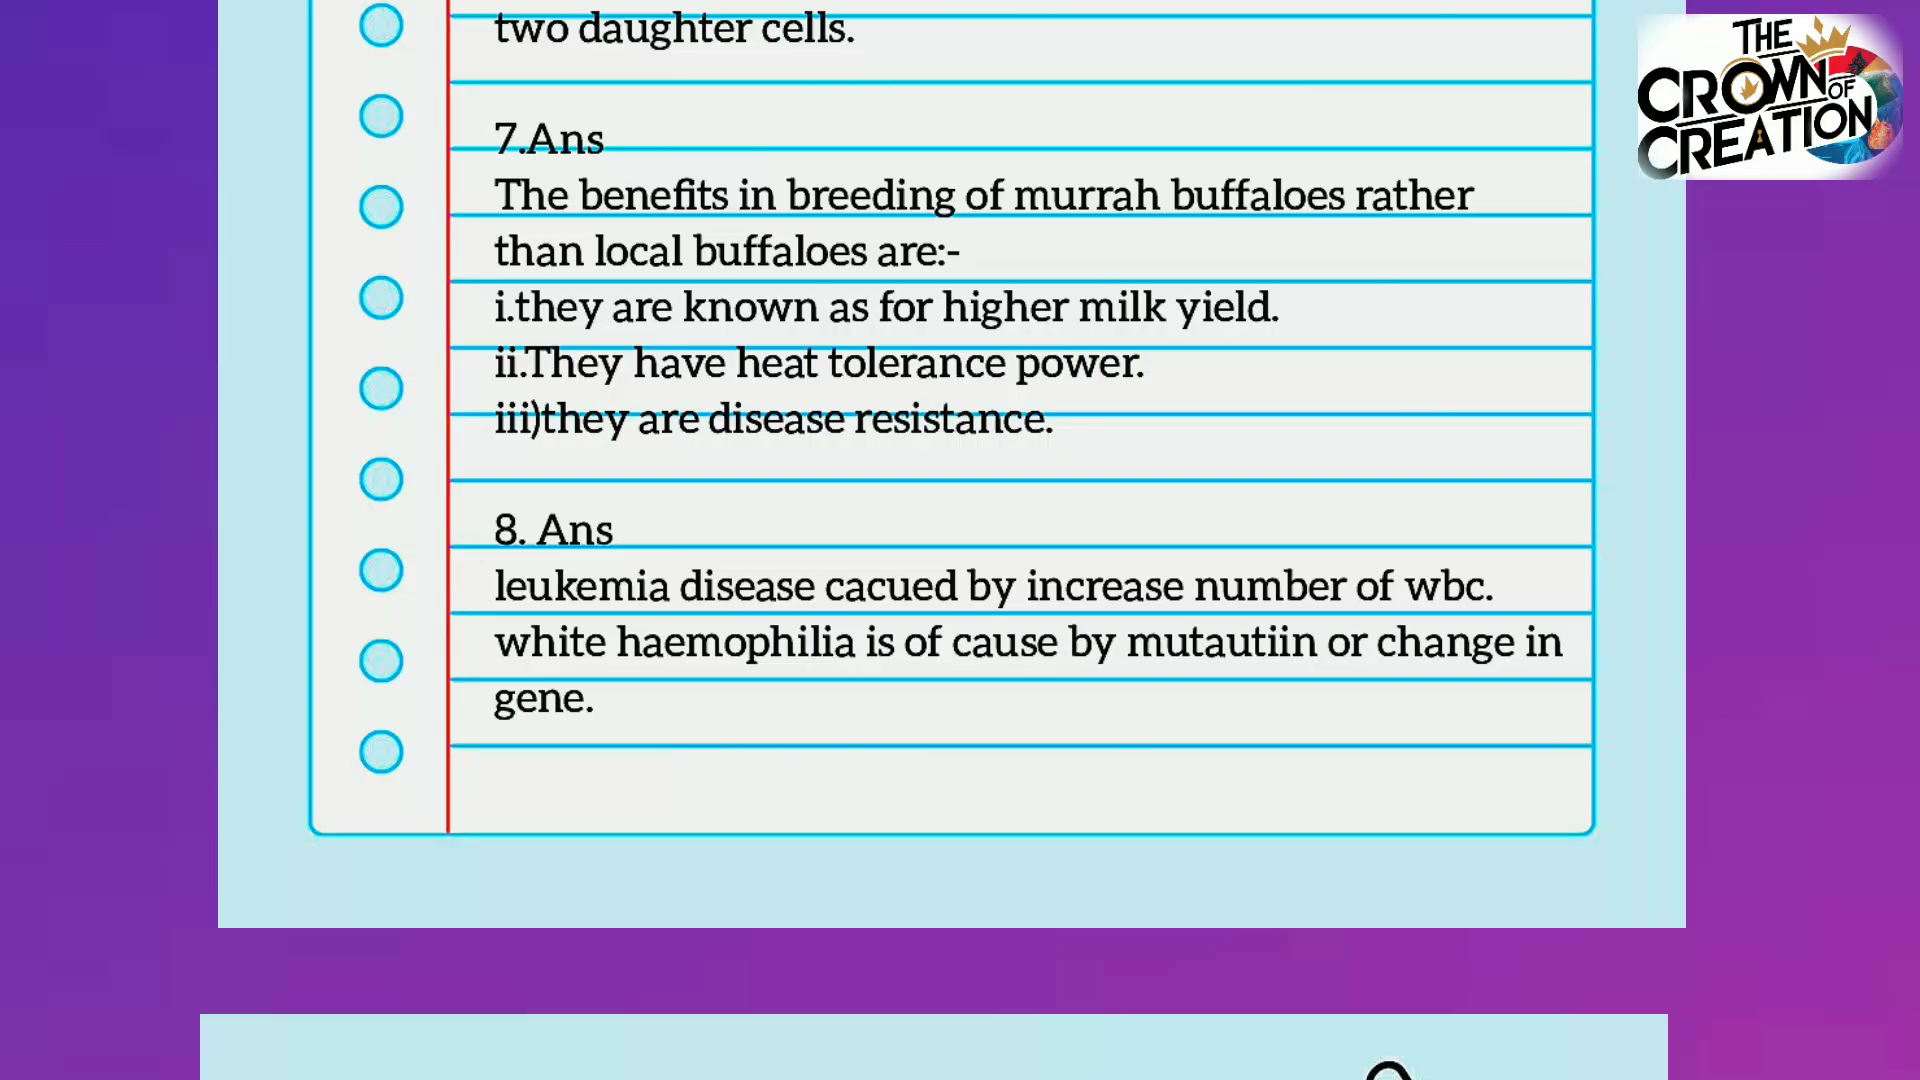 two daughter cells.
THE
CROWN OF
CREATION
7.Ans
The benefits in breeding of murrah buffaloes rather
than local buffaloes are:-
i.they are known as for higher milk yield.
ii.They have heat tolerance power.
iii)they are disease resistance.
8. Ans
leukemia disease cacued by increase number of wbc.
white haemophilia is of cause by mutautiin or change in
gene.